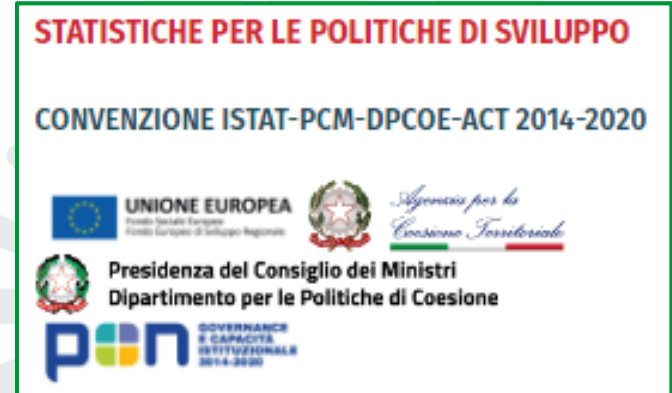 STATISTICHE PER LE POLITICHE DI SVILUPPO
CONVENZIONE ISTAT-PCM-DPCOE-ACT 2014-2020
UNIONE EUROPEA
Fondo Sociale Europeo
Fondo Europeo di Sviluppo Regionale
Agenzia per la
Coesione Territoriale
Presidenza del Consiglio dei Ministri
Dipartimento per le Politiche di Coesione
pon
GOVERNANCE
E CAPACITÀ
ISTITUZIONALE
2014-2020